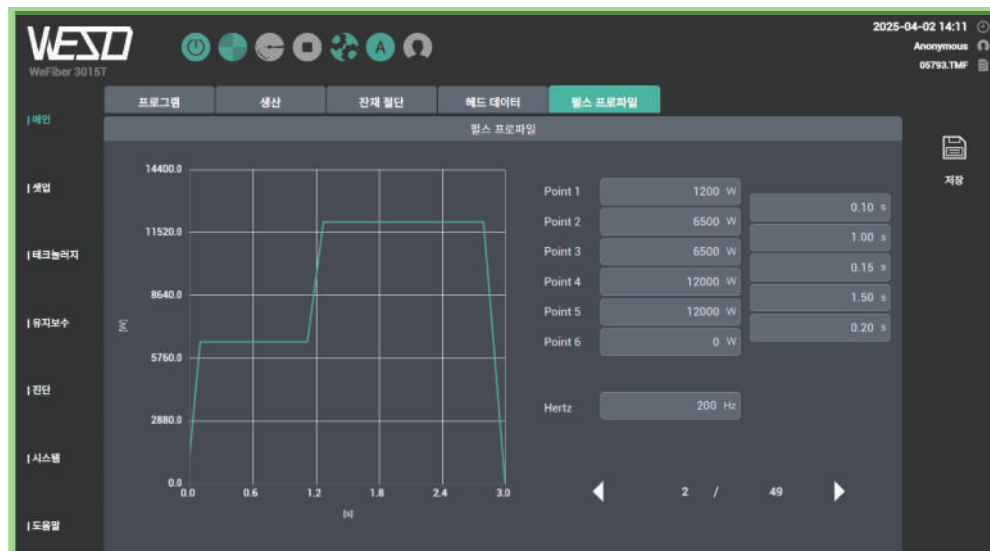 WESD
WeFiber 3015T
A
2025-04-02 14:11
Anonymous
05793.TMF
프로그램
생산
잔재 절단
헤드 데이터
펄스 프로파일
| 메인
| 셋업
| 테크놀러지
| 유지보수
| 진단
| 시스템
| 도움말
펄스 프로파일
저장
14400.0
11520.0
8640.0
5760.0
2880.0
0.0
[W]
0.0 0.6 1.2 1.8 2.4 3.0
[s]
Point 1 1200 W
0.10 s
Point 2 6500 W
1.00 s
Point 3 6500 W
0.15 s
Point 4 12000 W
1.50 s
Point 5 12000 W
0.20 s
Point 6 0 W
Hertz 200 Hz
2 / 49